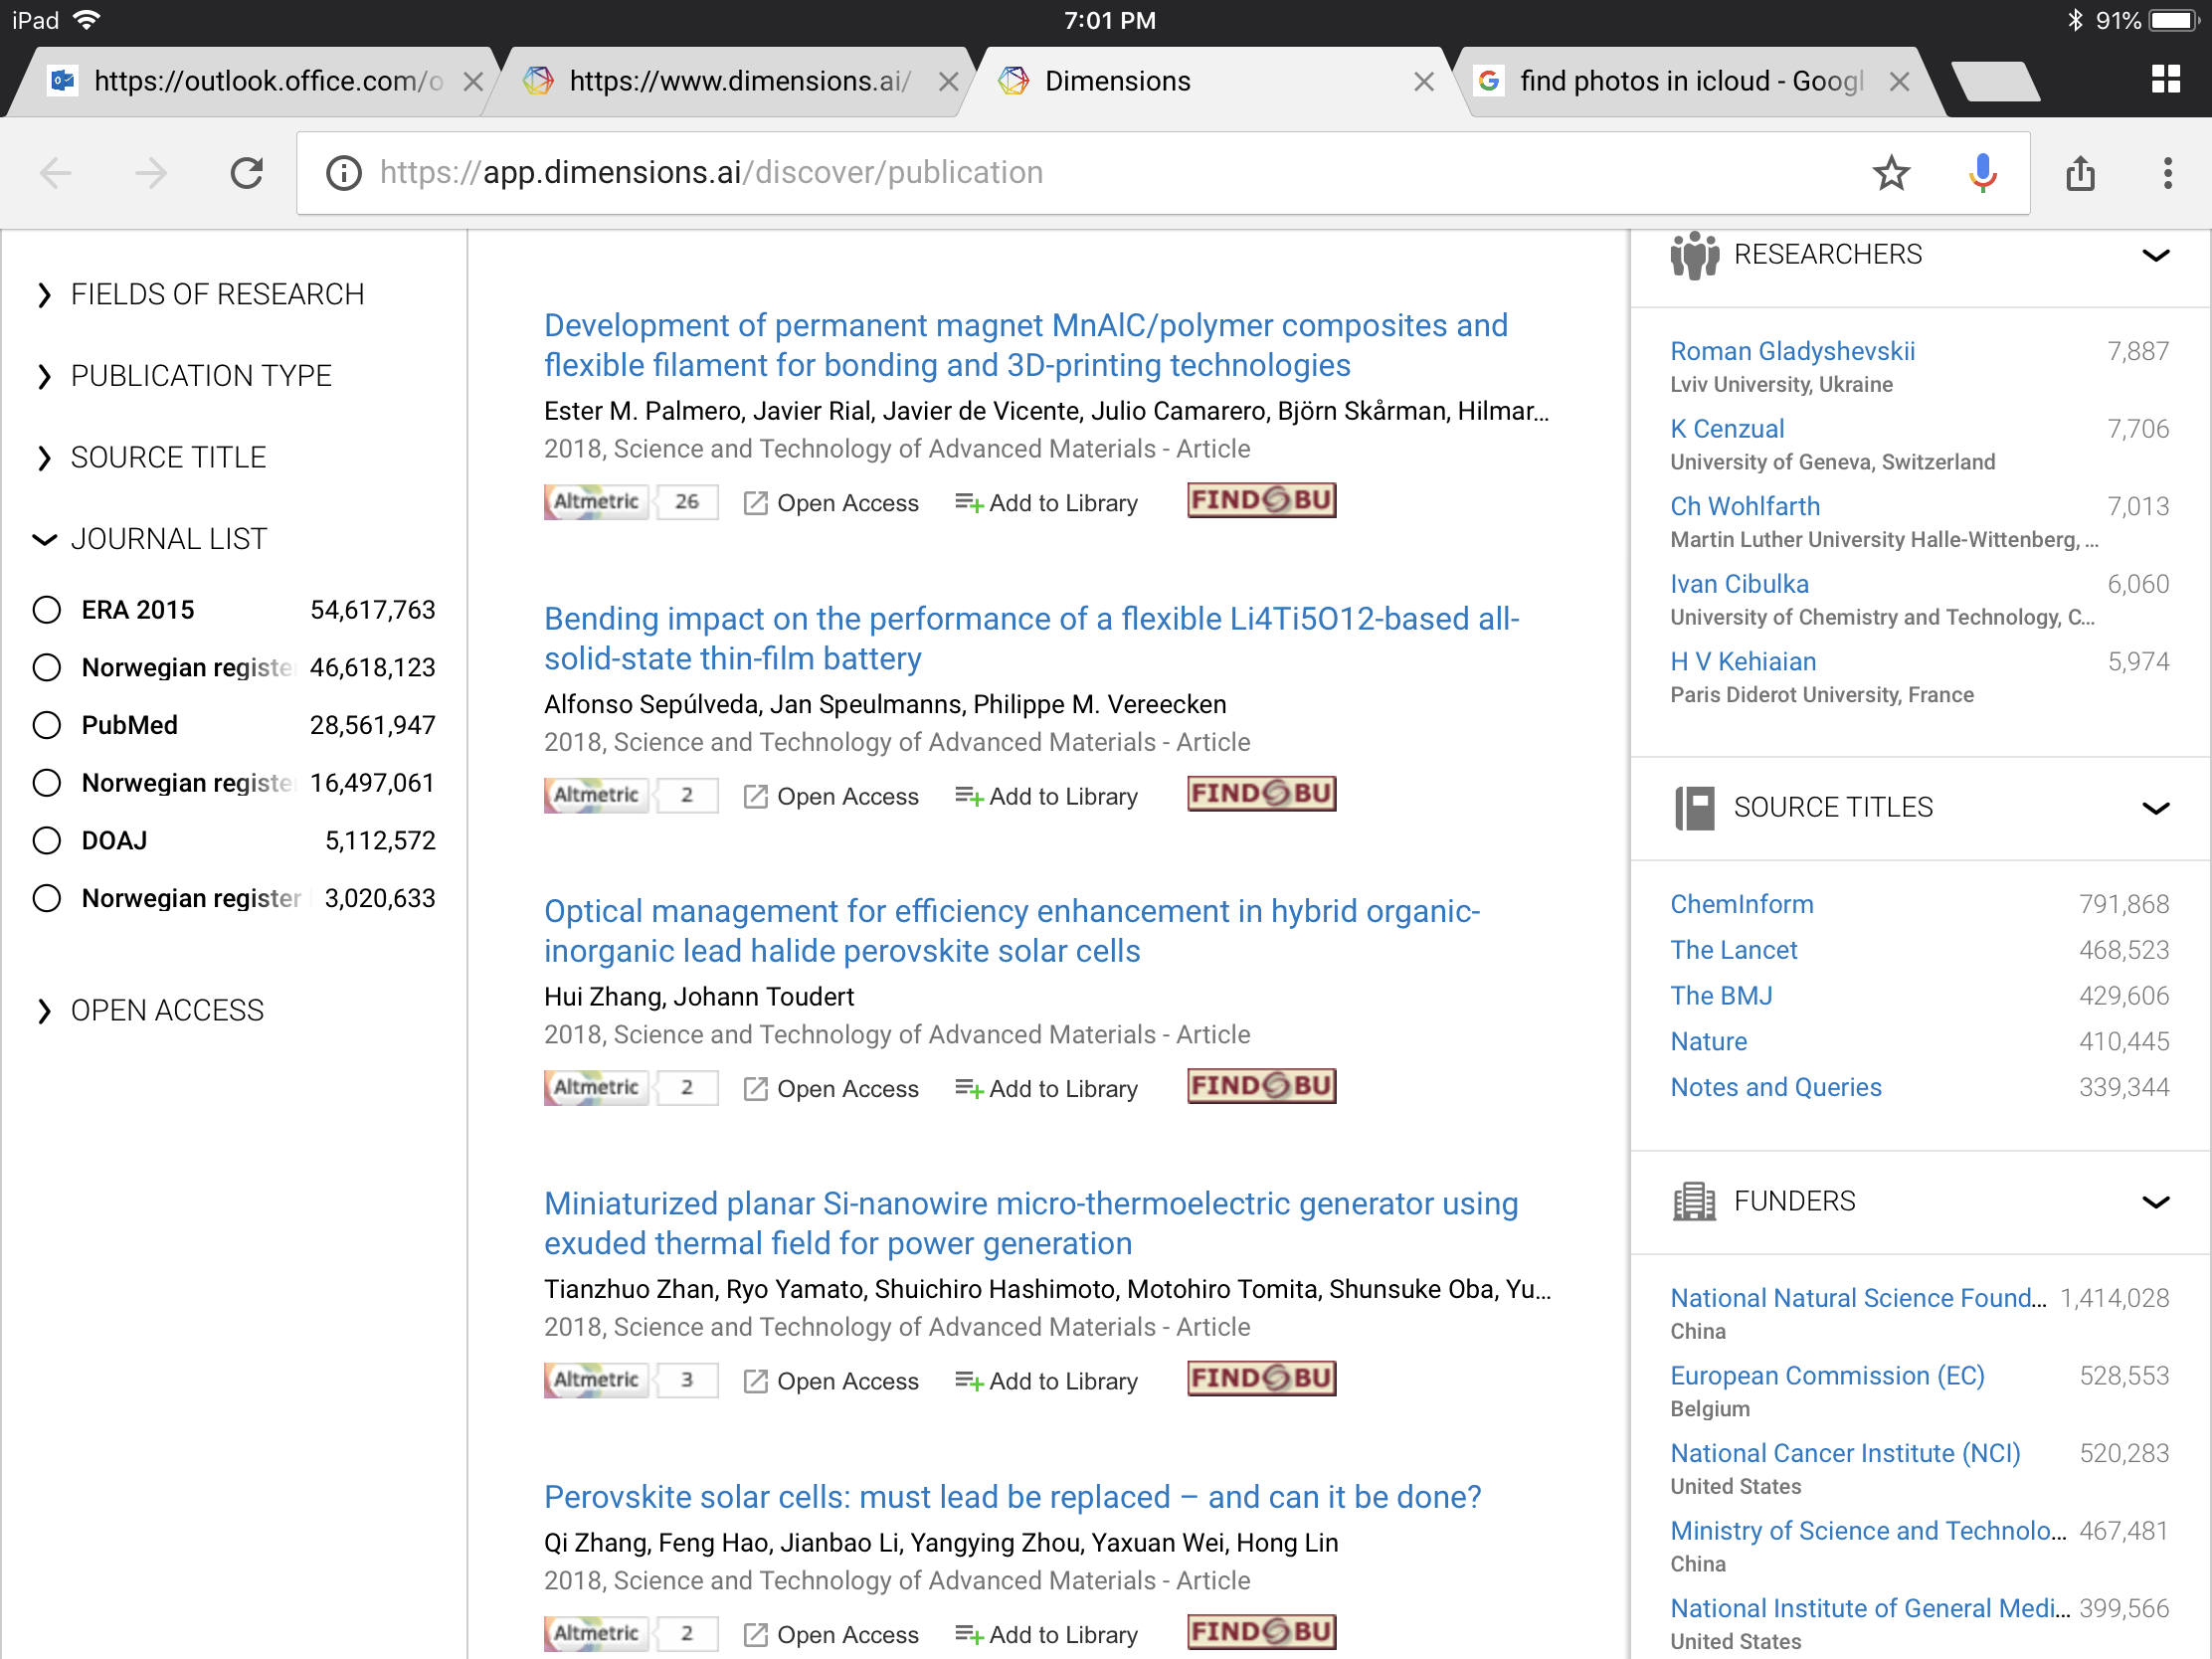 iPad
7:01 PM
91%
https://outlook.office.com/o
https://www.dimensions.ai/
Dimensions
find photos in icloud - Googl
https://app.dimensions.ai/discover/publication
FIELDS OF RESEARCH
PUBLICATION TYPE
SOURCE TITLE
JOURNAL LIST
ERA 2015 54,617,763
Norwegian registe 46,618,123
PubMed 28,561,947
Norwegian registe 16,497,061
DOAJ 5,112,572
Norwegian register 3,020,633
OPEN ACCESS
Development of permanent magnet MnAlC/polymer composites and
flexible filament for bonding and 3D-printing technologies
Ester M. Palmero, Javier Rial, Javier de Vicente, Julio Camarero, Björn Skårman, Hilmar...
2018, Science and Technology of Advanced Materials - Article
Altmetric 26 Open Access Add to Library FIND@BU
Bending impact on the performance of a flexible Li4Ti5O12-based all-
solid-state thin-film battery
Alfonso Sepúlveda, Jan Speulmanns, Philippe M. Vereecken
2018, Science and Technology of Advanced Materials - Article
Altmetric 2 Open Access Add to Library FIND@BU
Optical management for efficiency enhancement in hybrid organic-
inorganic lead halide perovskite solar cells
Hui Zhang, Johann Toudert
2018, Science and Technology of Advanced Materials - Article
Altmetric 2 Open Access Add to Library FIND@BU
Miniaturized planar Si-nanowire micro-thermoelectric generator using
exuded thermal field for power generation
Tianzhuo Zhan, Ryo Yamato, Shuichiro Hashimoto, Motohiro Tomita, Shunsuke Oba, Yu...
2018, Science and Technology of Advanced Materials - Article
Altmetric 3 Open Access Add to Library FIND@BU
Perovskite solar cells: must lead be replaced – and can it be done?
Qi Zhang, Feng Hao, Jianbao Li, Yangying Zhou, Yaxuan Wei, Hong Lin
2018, Science and Technology of Advanced Materials - Article
Altmetric 2 Open Access Add to Library FIND@BU
RESEARCHERS
Roman Gladyshevskii 7,887
Lviv University, Ukraine
K Cenzual 7,706
University of Geneva, Switzerland
Ch Wohlfarth 7,013
Martin Luther University Halle-Wittenberg, ...
Ivan Cibulka 6,060
University of Chemistry and Technology, C...
H V Kehiaian 5,974
Paris Diderot University, France
SOURCE TITLES
ChemInform 791,868
The Lancet 468,523
The BMJ 429,606
Nature 410,445
Notes and Queries 339,344
FUNDERS
National Natural Science Found... 1,414,028
China
European Commission (EC) 528,553
Belgium
National Cancer Institute (NCI) 520,283
United States
Ministry of Science and Technolo... 467,481
China
National Institute of General Medi... 399,566
United States